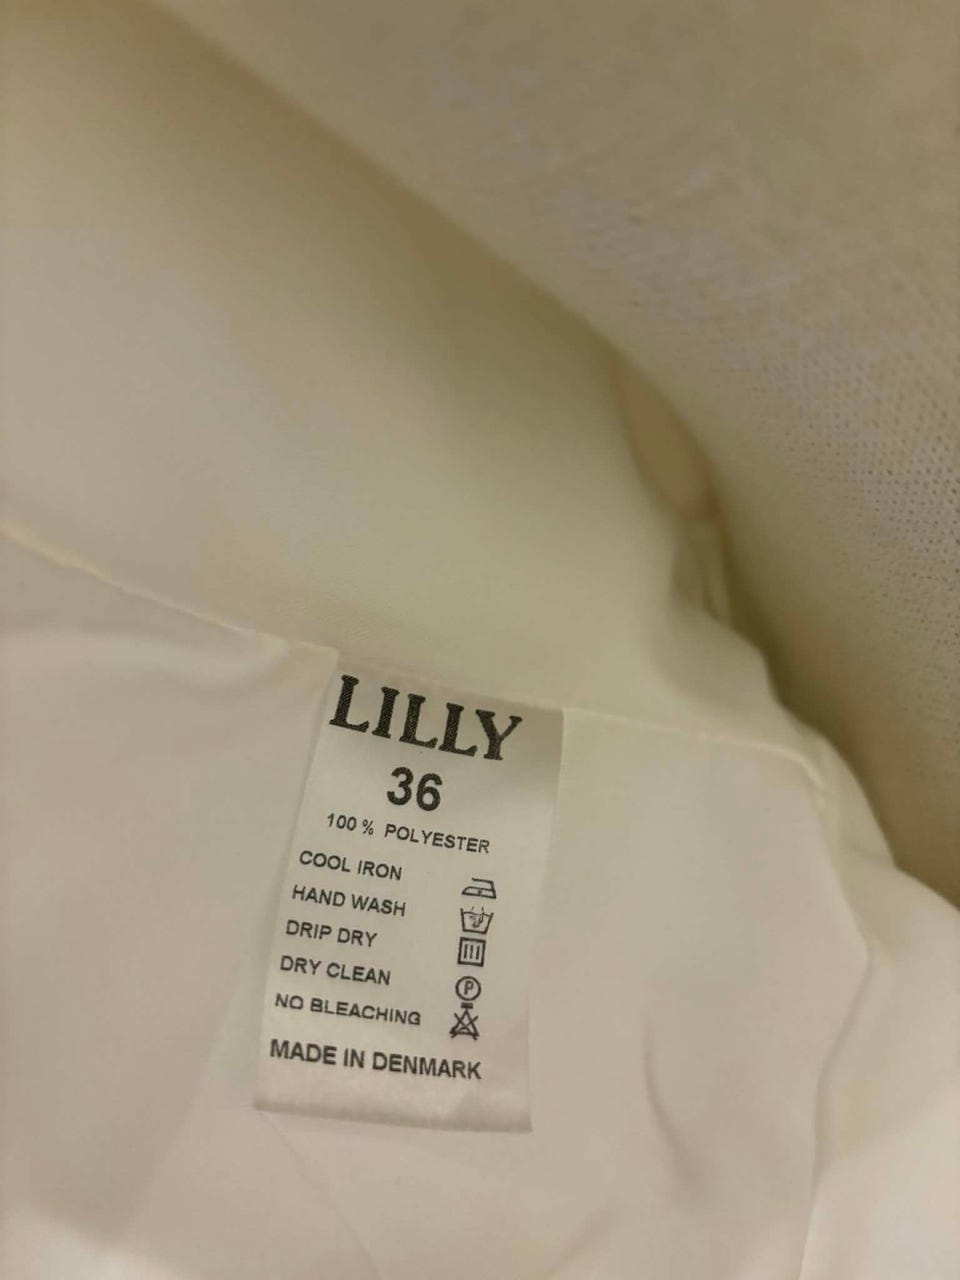 LILLY
36
100 % POLYESTER
COOL IRON
HAND WASH
DRIP DRY
DRY CLEAN
P
NO BLEACHING
MADE IN DENMARK